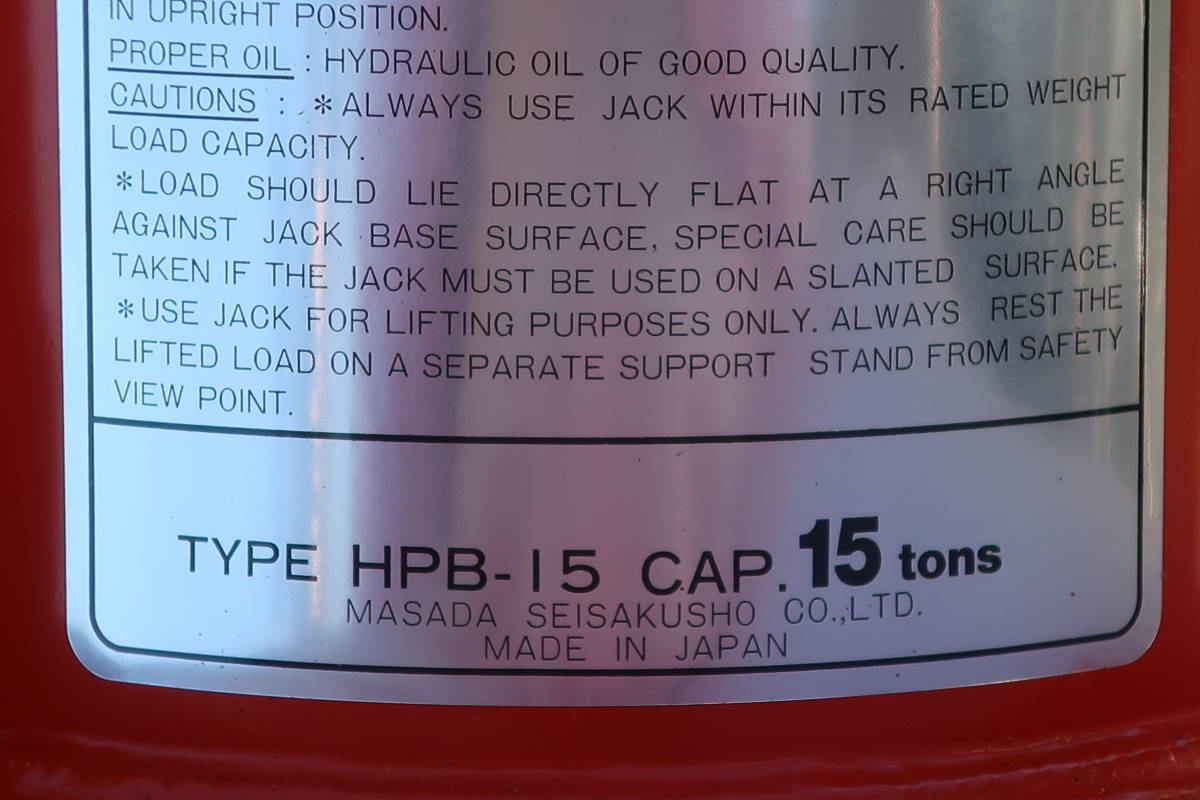 IN UPRIGHT POSITION.
PROPER OIL : HYDRAULIC OIL OF GOOD QUALITY.
CAUTIONS : *ALWAYS USE JACK WITHIN ITS RATED WEIGHT
LOAD CAPACITY.
*LOAD SHOULD LIE DIRECTLY FLAT AT A RIGHT ANGLE
AGAINST JACK BASE SURFACE, SPECIAL CARE SHOULD BE
TAKEN IF THE JACK MUST BE USED ON A SLANTED SURFACE.
*USE JACK FOR LIFTING PURPOSES ONLY. ALWAYS REST THE
LIFTED LOAD ON A SEPARATE SUPPORT STAND FROM SAFETY
VIEW POINT.
TYPE HPB-15 CAP. 15 tons
MASADA SEISAKUSHO CO.,LTD.
MADE IN JAPAN